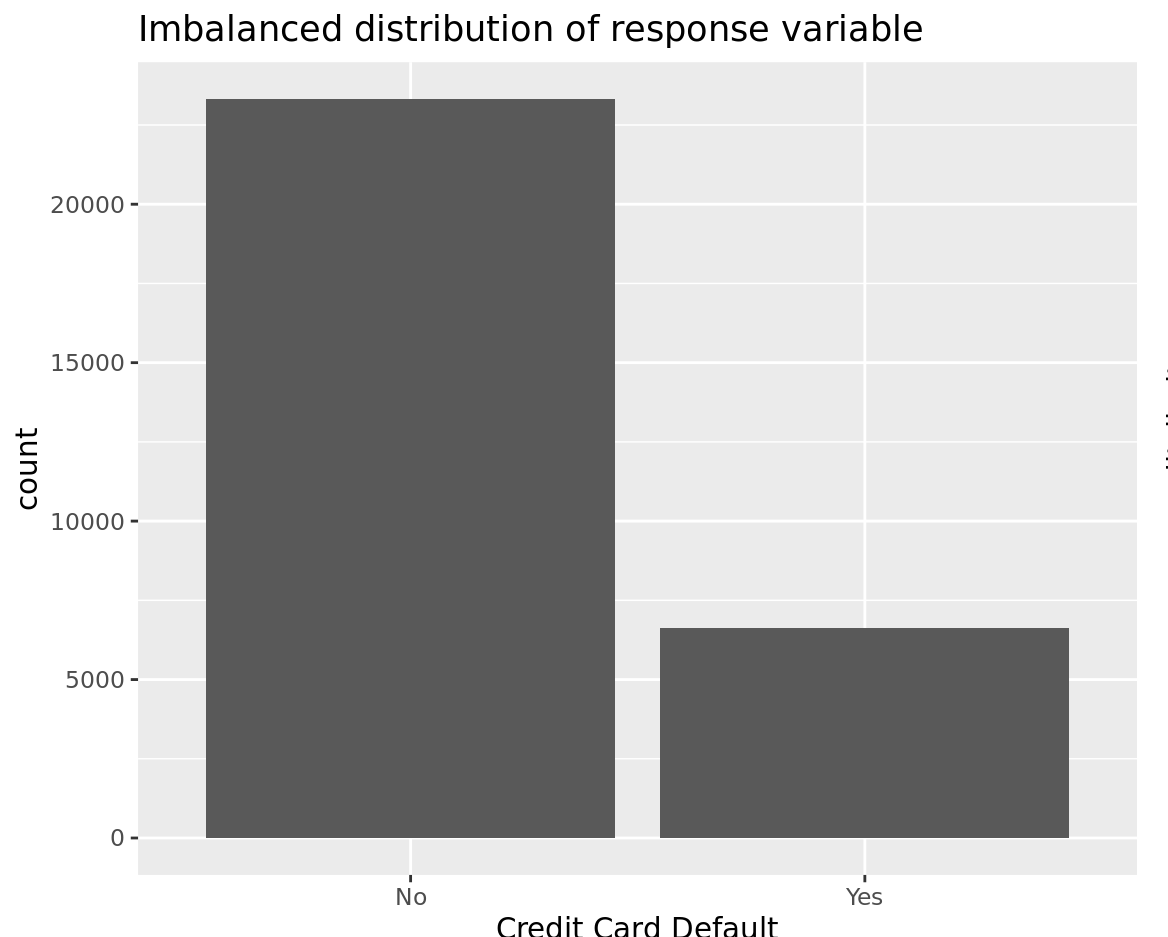 Imbalanced distribution of response variable
count
20000
15000
10000
5000
0
No
Yes
Credit Card Default